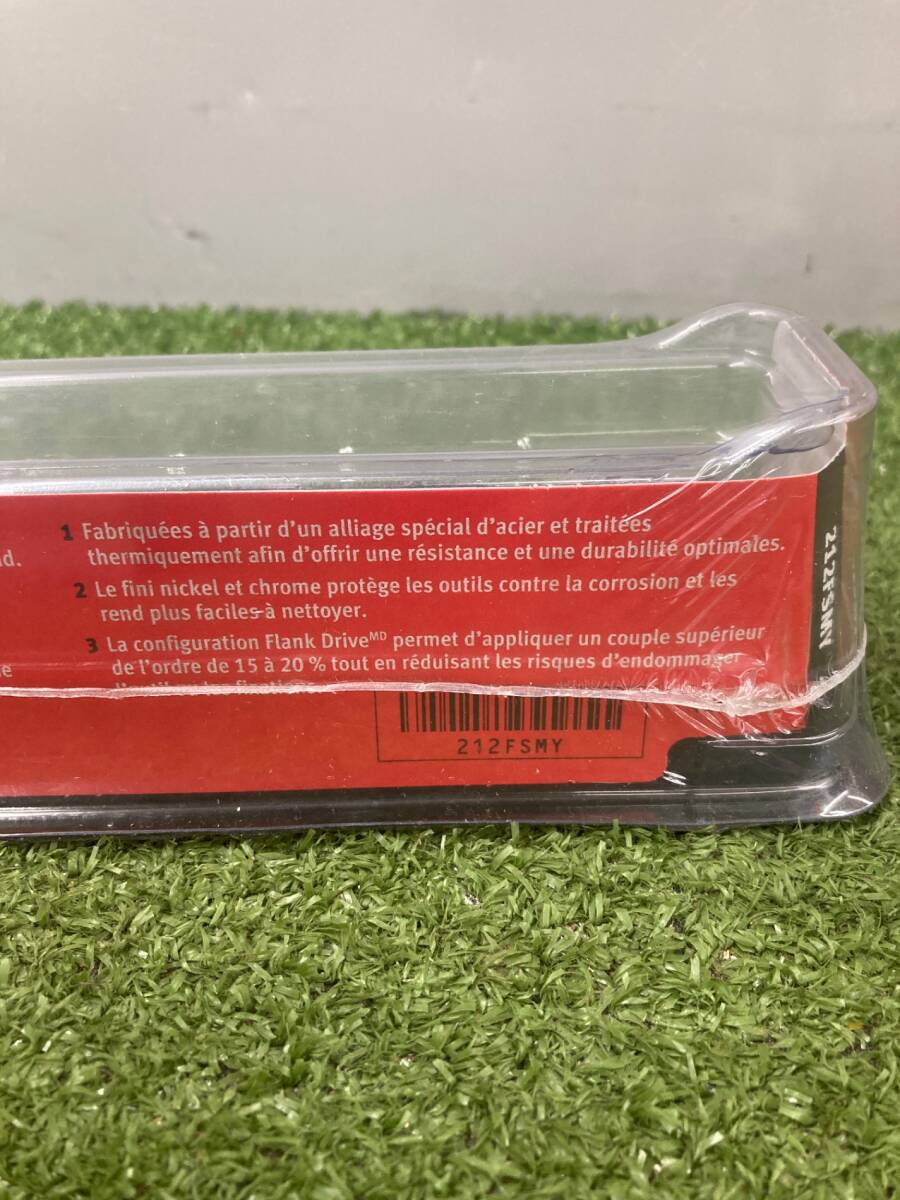 1 Fabriquées à partir d'un alliage spécial d'acier et traitées
thermiquement afin d'offrir une résistance et une durabilité optimales.
2 Le fini nickel et chrome protège les outils contre la corrosion et les
rend plus faciles à nettoyer.
3 La configuration Flank Drive^MD permet d'appliquer un couple supérieur
de l'ordre de 15 à 20 % tout en réduisant les risques d'endommager
212FSMY
212FSMY